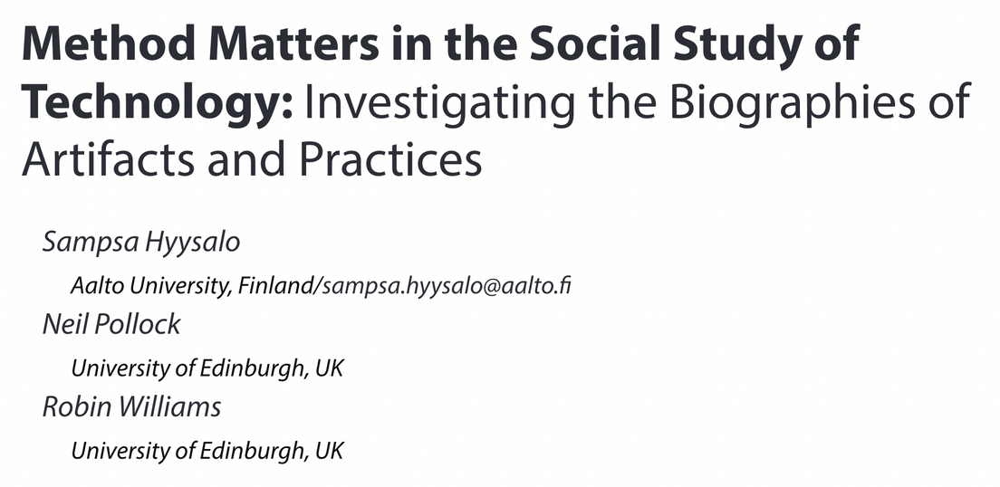 Method Matters in the Social Study of
Technology: Investigating the Biographies of
Artifacts and Practices
Sampsa Hyysalo
Aalto University, Finland/sampsa.hyysalo@aalto.fi
Neil Pollock
University of Edinburgh, UK
Robin Williams
University of Edinburgh, UK